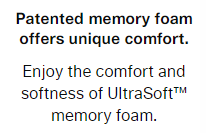 Patented memory foam
offers unique comfort.
Enjoy the comfort and
softness of UltraSoft™
memory foam.